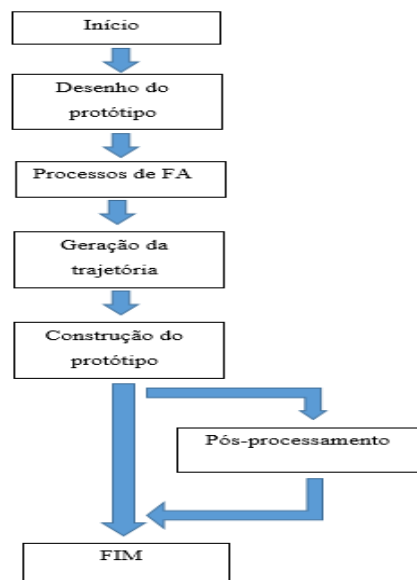 Início
Desenho do
protótipo
Processos de FA
Geração da
trajetória
Construção do
protótipo
Pós-processamento
FIM